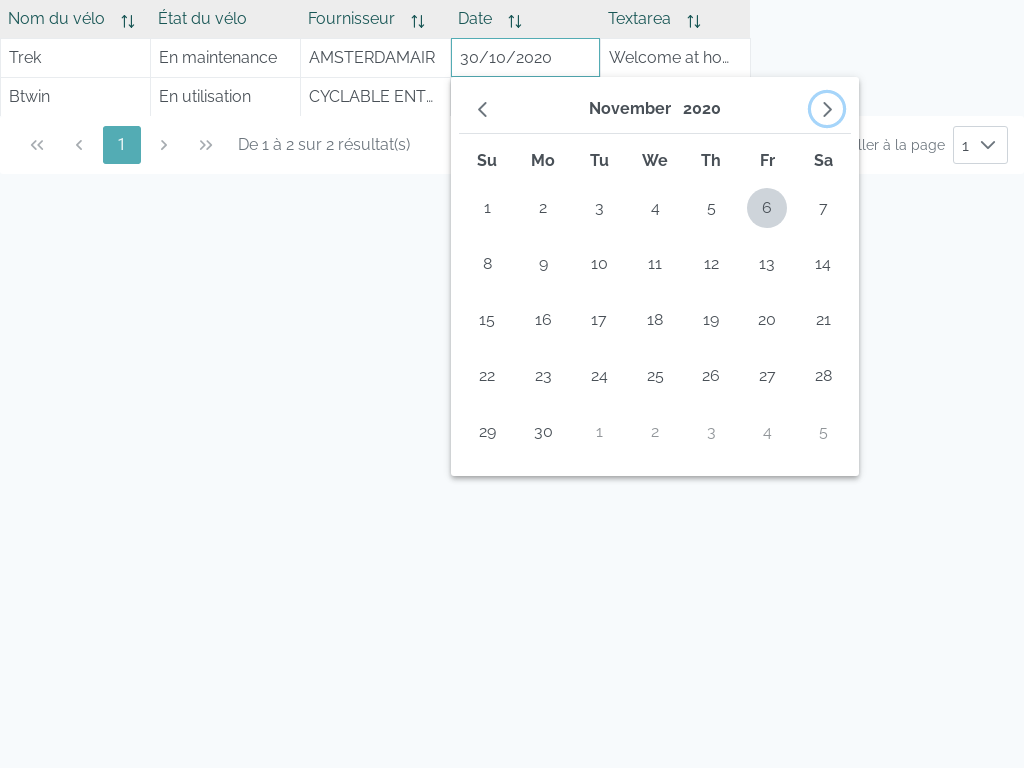 Nom du vélo État du vélo Fournisseur Date Textarea
Trek En maintenance AMSTERDAMAIR 30/10/2020 Welcome at ho...
Btwin En utilisation CYCLABLE ENT...
1 De 1 à 2 sur 2 résultat(s) ller à la page 1
November 2020
Su Mo Tu We Th Fr Sa
1 2 3 4 5 6 7
8 9 10 11 12 13 14
15 16 17 18 19 20 21
22 23 24 25 26 27 28
29 30 1 2 3 4 5